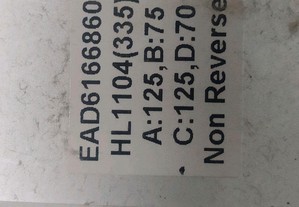 EAD6166860
HL1104(335)
A:125,B:75
C:125,D:70
Non Reverse